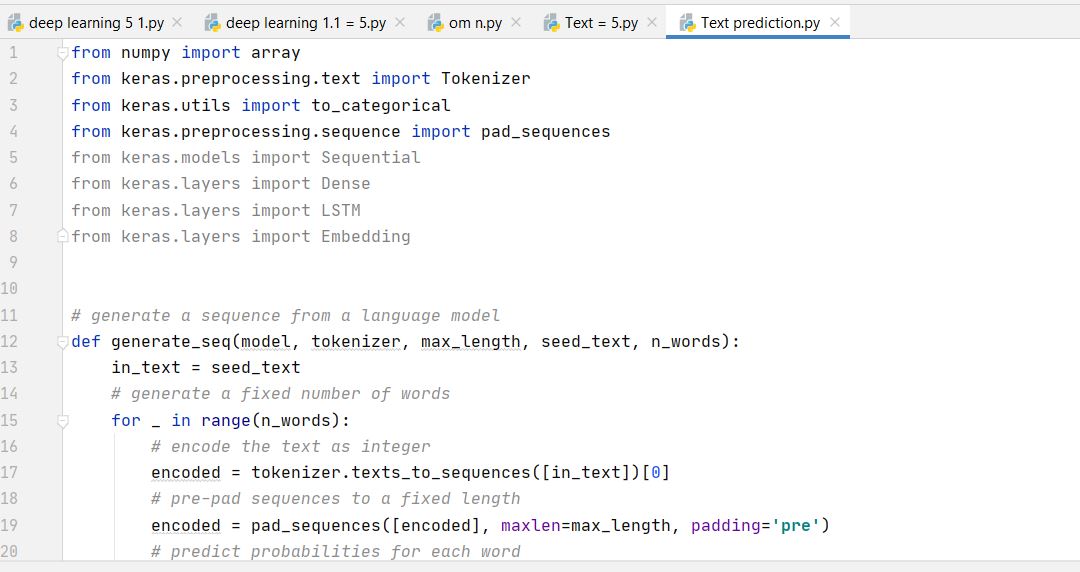 deep learning 5 1.py deep learning 1.1 = 5.py om n.py Text = 5.py Text prediction.py
1 from numpy import array
2 from keras.preprocessing.text import Tokenizer
3 from keras.utils import to_categorical
4 from keras.preprocessing.sequence import pad_sequences
5 from keras.models import Sequential
6 from keras.layers import Dense
7 from keras.layers import LSTM
8 from keras.layers import Embedding
9
10
11 # generate a sequence from a language model
12 def generate_seq(model, tokenizer, max_length, seed_text, n_words):
13 in_text = seed_text
14 # generate a fixed number of words
15 for _ in range(n_words):
16 # encode the text as integer
17 encoded = tokenizer.texts_to_sequences([in_text])[0]
18 # pre-pad sequences to a fixed length
19 encoded = pad_sequences([encoded], maxlen=max_length, padding='pre')
20 # predict probabilities for each word